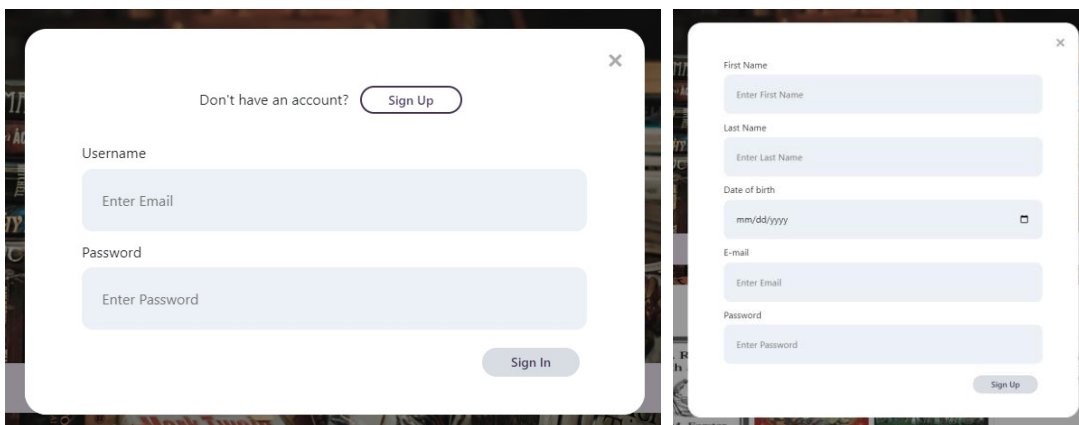 ×
Don't have an account? Sign Up
Username
Enter Email
Password
Enter Password
Sign In
Mark Twain
×
First Name
Enter First Name
Last Name
Enter Last Name
Date of birth
mm/dd/yyyy
E-mail
Enter Email
Password
Enter Password
Sign Up